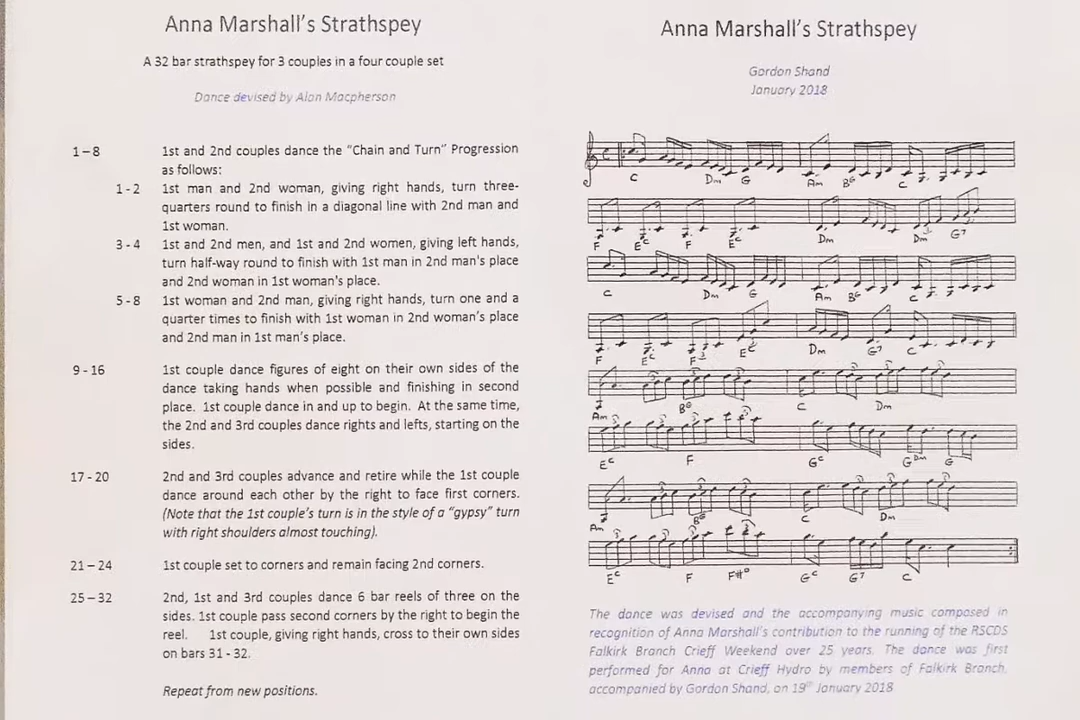 Anna Marshall's Strathspey
A 32 bar strathspey for 3 couples in a four couple set
Dance devised by Alan Macpherson
1 – 8 1st and 2nd couples dance the "Chain and Turn" Progression
as follows:
1 - 2 1st man and 2nd woman, giving right hands, turn three-
quarters round to finish in a diagonal line with 2nd man and
1st woman.
3 - 4 1st and 2nd men, and 1st and 2nd women, giving left hands,
turn half-way round to finish with 1st man in 2nd man's place
and 2nd woman in 1st woman's place.
5 - 8 1st woman and 2nd man, giving right hands, turn one and a
quarter times to finish with 1st woman in 2nd woman's place
and 2nd man in 1st man's place.
9 - 16 1st couple dance figures of eight on their own sides of the
dance taking hands when possible and finishing in second
place. 1st couple dance in and up to begin. At the same time,
the 2nd and 3rd couples dance rights and lefts, starting on the
sides.
17 - 20 2nd and 3rd couples advance and retire while the 1st couple
dance around each other by the right to face first corners.
(Note that the 1st couple's turn is in the style of a "gypsy" turn
with right shoulders almost touching).
21 – 24 1st couple set to corners and remain facing 2nd corners.
25 – 32 2nd, 1st and 3rd couples dance 6 bar reels of three on the
sides. 1st couple pass second corners by the right to begin the
reel. 1st couple, giving right hands, cross to their own sides
on bars 31 - 32.
Repeat from new positions.
Anna Marshall's Strathspey
Gordon Shand
January 2018
C Dm G Am B♭ C
F E^C F E^C Dm Dm G7
C Dm G Am B♭ C
F E^C F E^C Dm G7 C
Am C Dm
E^C F G^C G^Dm G
Am C Dm
E^C F F#° G^C G7 C
The dance was devised and the accompanying music composed in
recognition of Anna Marshall's contribution to the running of the RSCDS
Falkirk Branch Crieff Weekend over 25 years. The dance was first
performed for Anna at Crieff Hydro by members of Falkirk Branch,
accompanied by Gordon Shand, on 19th January 2018